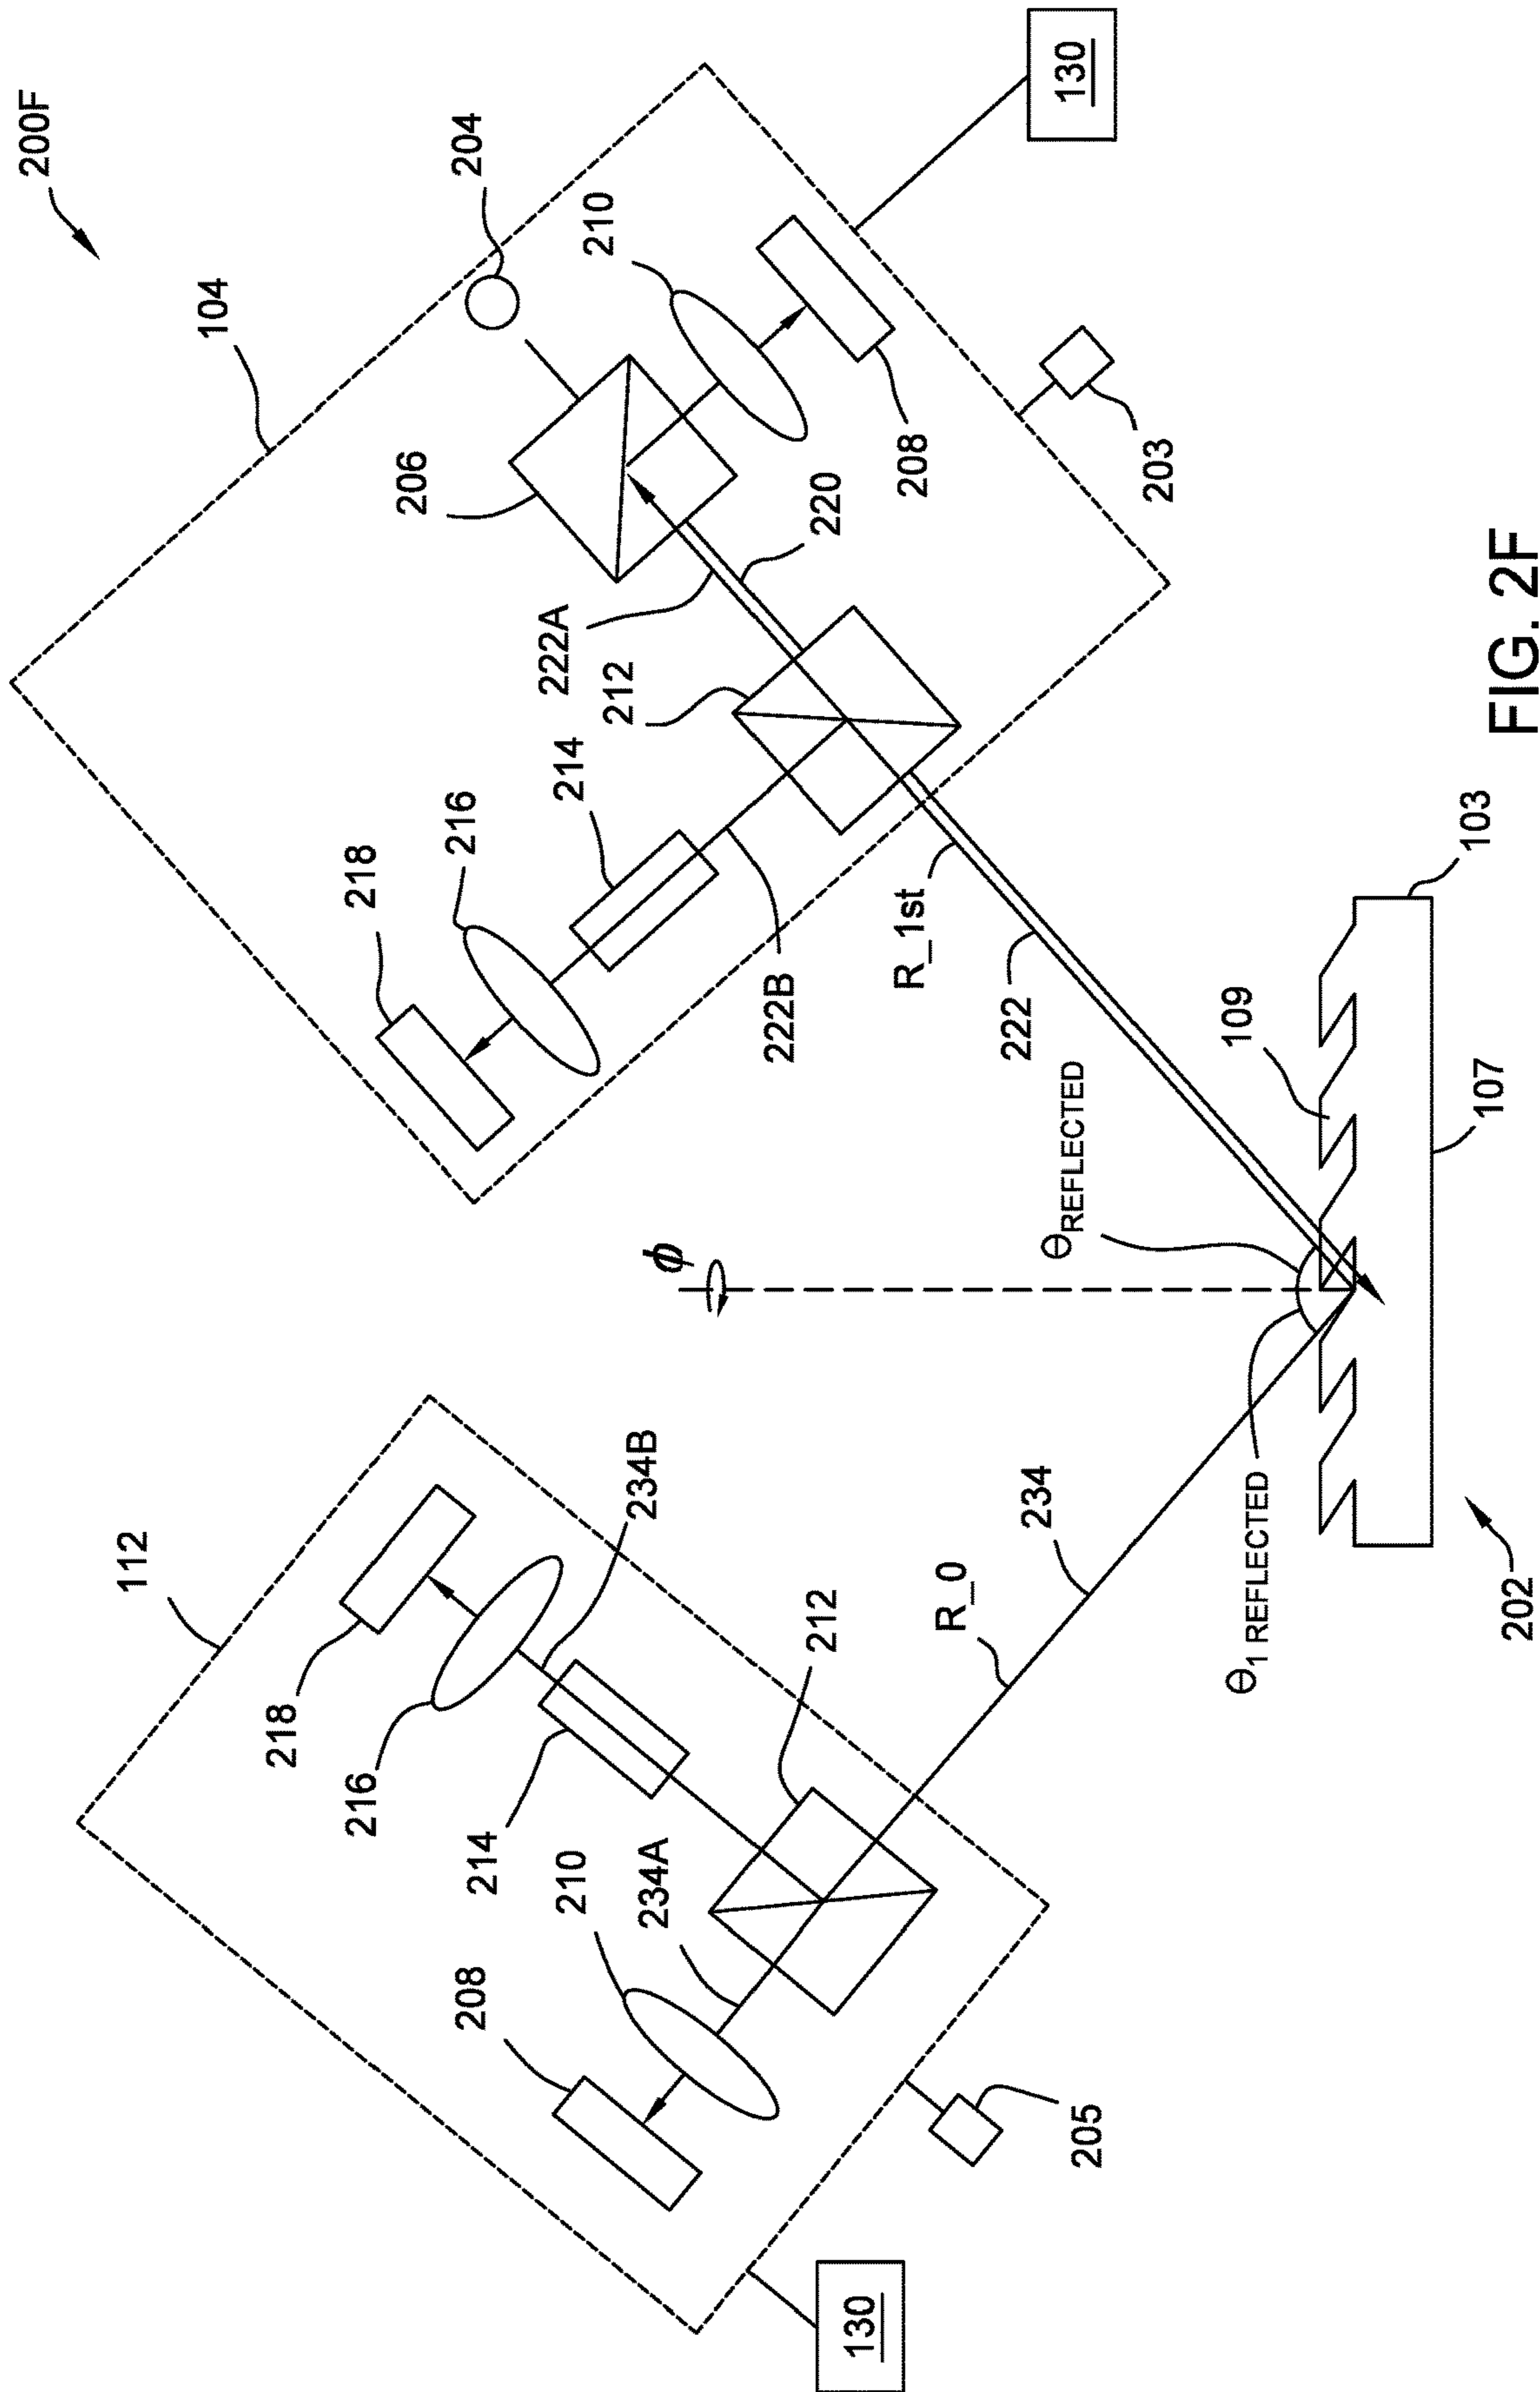 200F
104
204
210
130
206
208
203
220
222A
212
214
216
218
222B
R_1st
222
103
109
107
ΘREFLECTED
ϕ
Θ1 REFLECTED
202
112
234B
218
216
214
212
234
R_0
234A
210
208
205
130
FIG. 2F